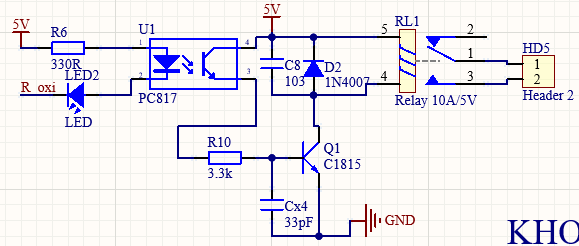 5V
5V
R6
330R
U1
1
2
4
3
PC817
R_oxi
LED2
LED
C8
103
D2
1N4007
RL1
5
4
2
1
3
Relay 10A/5V
HD5
1
2
Header 2
R10
3.3k
Q1
C1815
Cx4
33pF
GND
KHO